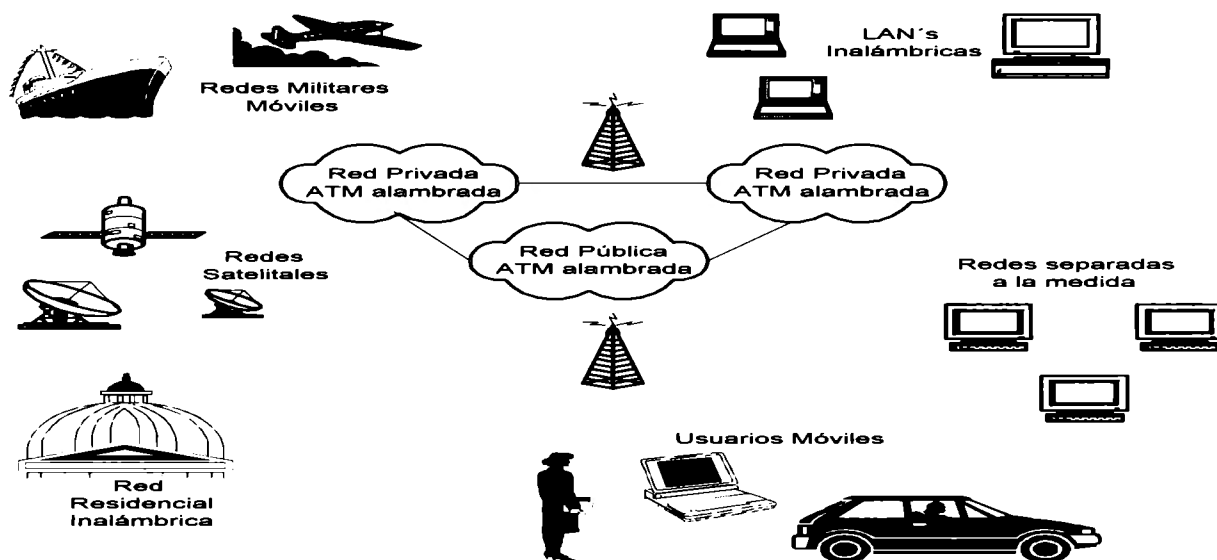 LAN´s
Inalámbricas
Redes Militares
Móviles
Red Privada
ATM alambrada
Red Privada
ATM alambrada
Red Pública
ATM alambrada
Redes
Satelitales
Redes separadas
a la medida
Usuarios Móviles
Red
Residencial
Inalámbrica